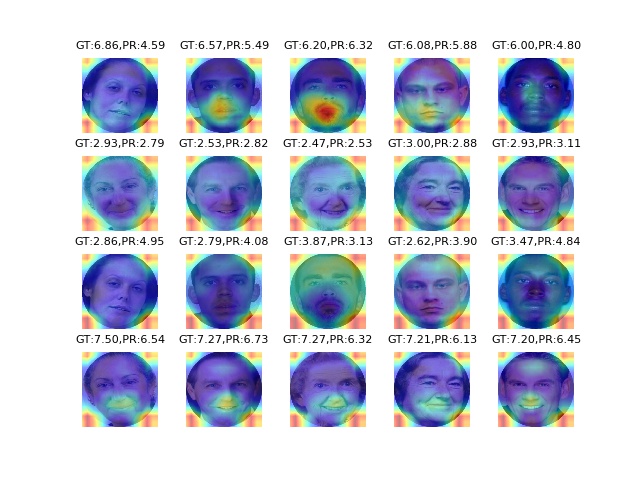 GT:6.86,PR:4.59 GT:6.57,PR:5.49 GT:6.20,PR:6.32 GT:6.08,PR:5.88 GT:6.00,PR:4.80
GT:2.93,PR:2.79 GT:2.53,PR:2.82 GT:2.47,PR:2.53 GT:3.00,PR:2.88 GT:2.93,PR:3.11
GT:2.86,PR:4.95 GT:2.79,PR:4.08 GT:3.87,PR:3.13 GT:2.62,PR:3.90 GT:3.47,PR:4.84
GT:7.50,PR:6.54 GT:7.27,PR:6.73 GT:7.27,PR:6.32 GT:7.21,PR:6.13 GT:7.20,PR:6.45